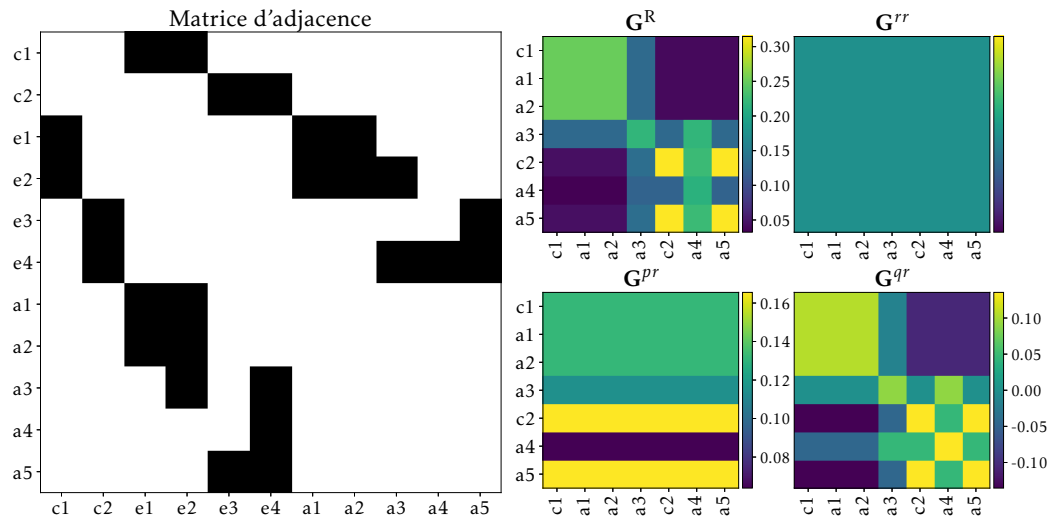 Matrice d’adjacence
c1
c2
e1
e2
e3
e4
a1
a2
a3
a4
a5
c1 c2 e1 e2 e3 e4 a1 a2 a3 a4 a5
G^R
c1
a1
a2
a3
c2
a4
a5
c1 a1 a2 a3 c2 a4 a5
0.30
0.25
0.20
0.15
0.10
0.05
G^rr
c1 a1 a2 a3 c2 a4 a5
G^pr
c1
a1
a2
a3
c2
a4
a5
c1 a1 a2 a3 c2 a4 a5
0.16
0.14
0.12
0.10
0.08
G^qr
c1 a1 a2 a3 c2 a4 a5
0.10
0.05
0.00
-0.05
-0.10